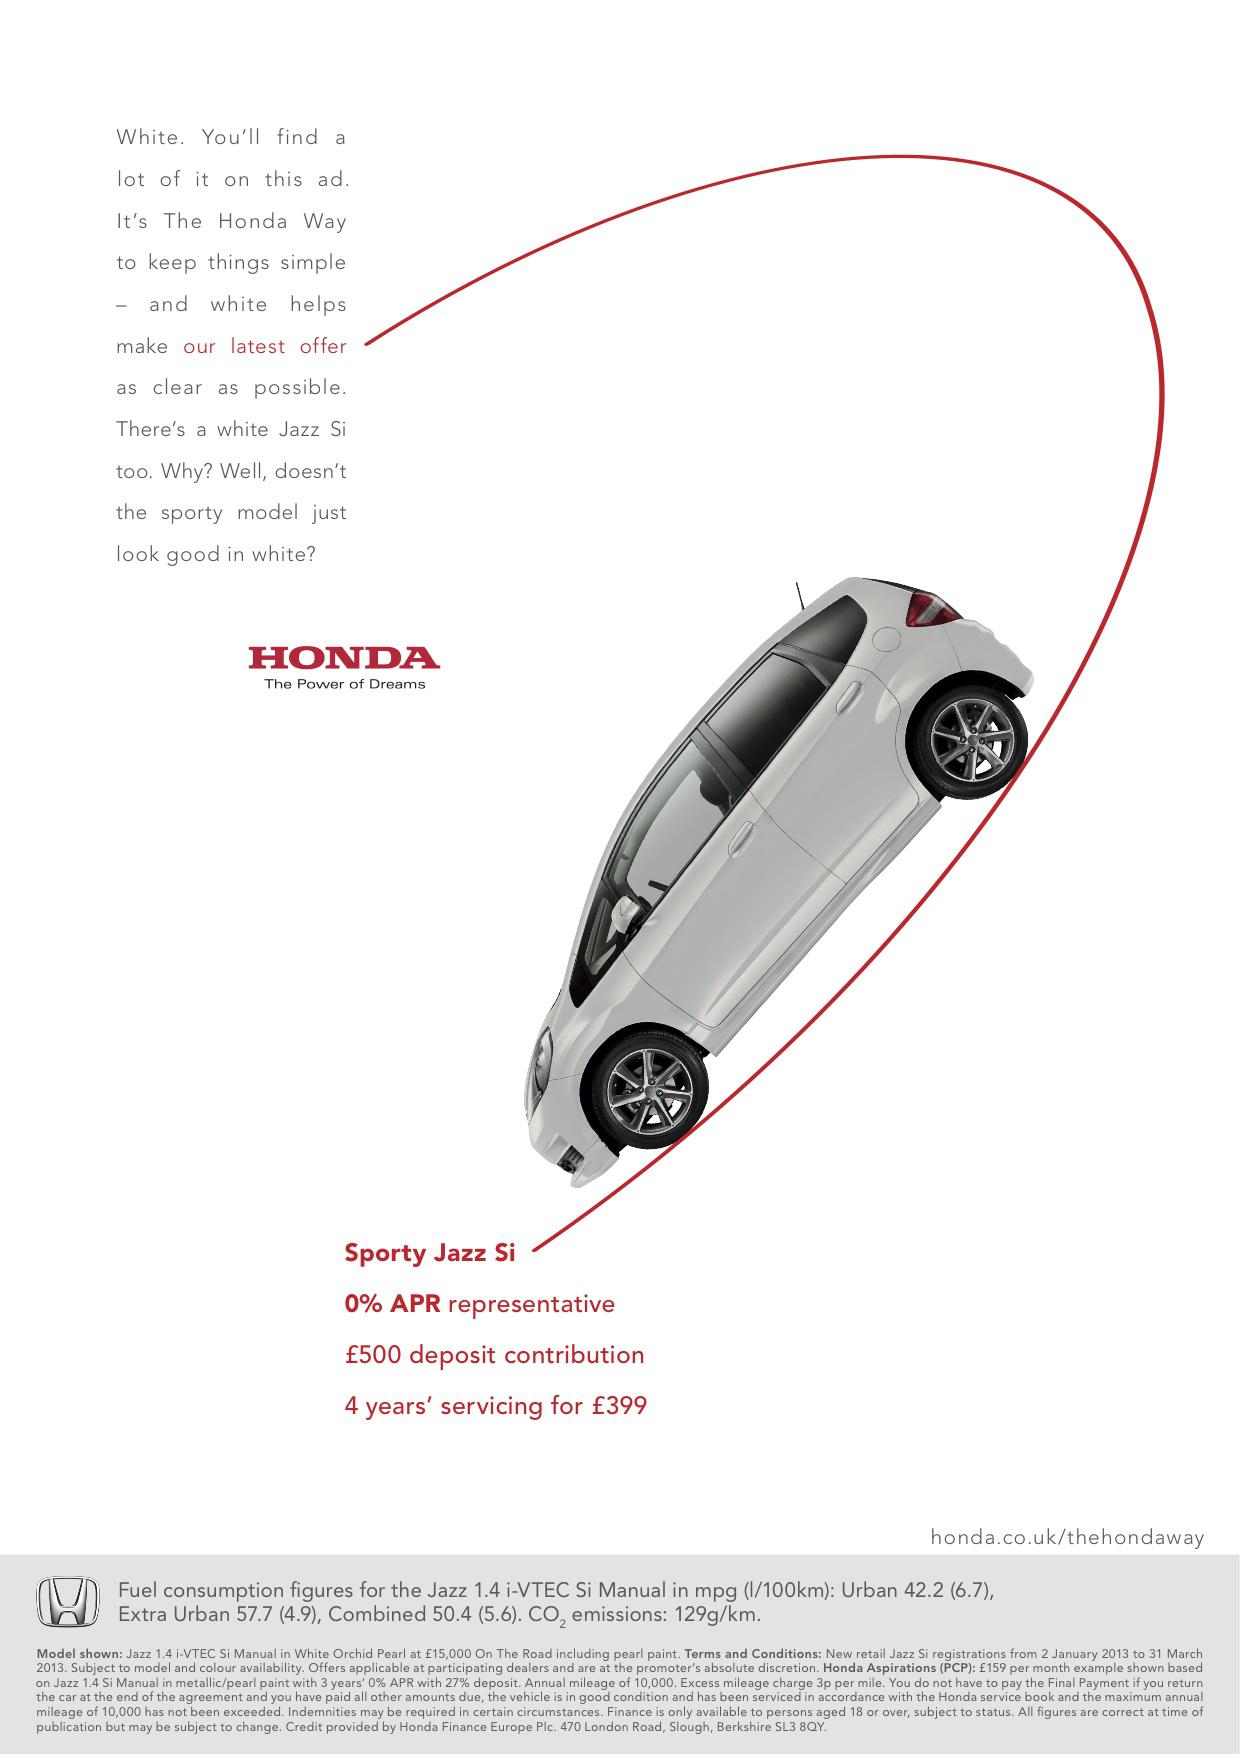 White. You'll find a
lot of it on this ad.
It's The Honda Way
to keep things simple
– and white helps
make our latest offer
as clear as possible.
There's a white Jazz Si
too. Why? Well, doesn't
the sporty model just
look good in white?
HONDA
The Power of Dreams
Sporty Jazz Si
0% APR representative
£500 deposit contribution
4 years' servicing for £399
honda.co.uk/thehondaway
Fuel consumption figures for the Jazz 1.4 i-VTEC Si Manual in mpg (l/100km): Urban 42.2 (6.7),
Extra Urban 57.7 (4.9), Combined 50.4 (5.6). CO2 emissions: 129g/km.
Model shown: Jazz 1.4 i-VTEC Si Manual in White Orchid Pearl at £15,000 On The Road including pearl paint. Terms and Conditions: New retail Jazz Si registrations from 2 January 2013 to 31 March
2013. Subject to model and colour availability. Offers applicable at participating dealers and are at the promoter's absolute discretion. Honda Aspirations (PCP): £159 per month example shown based
on Jazz 1.4 Si Manual in metallic/pearl paint with 3 years' 0% APR with 27% deposit. Annual mileage of 10,000. Excess mileage charge 3p per mile. You do not have to pay the Final Payment if you return
the car at the end of the agreement and you have paid all other amounts due, the vehicle is in good condition and has been serviced in accordance with the Honda service book and the maximum annual
mileage of 10,000 has not been exceeded. Indemnities may be required in certain circumstances. Finance is only available to persons aged 18 or over, subject to status. All figures are correct at time of
publication but may be subject to change. Credit provided by Honda Finance Europe Plc. 470 London Road, Slough, Berkshire SL3 8QY.